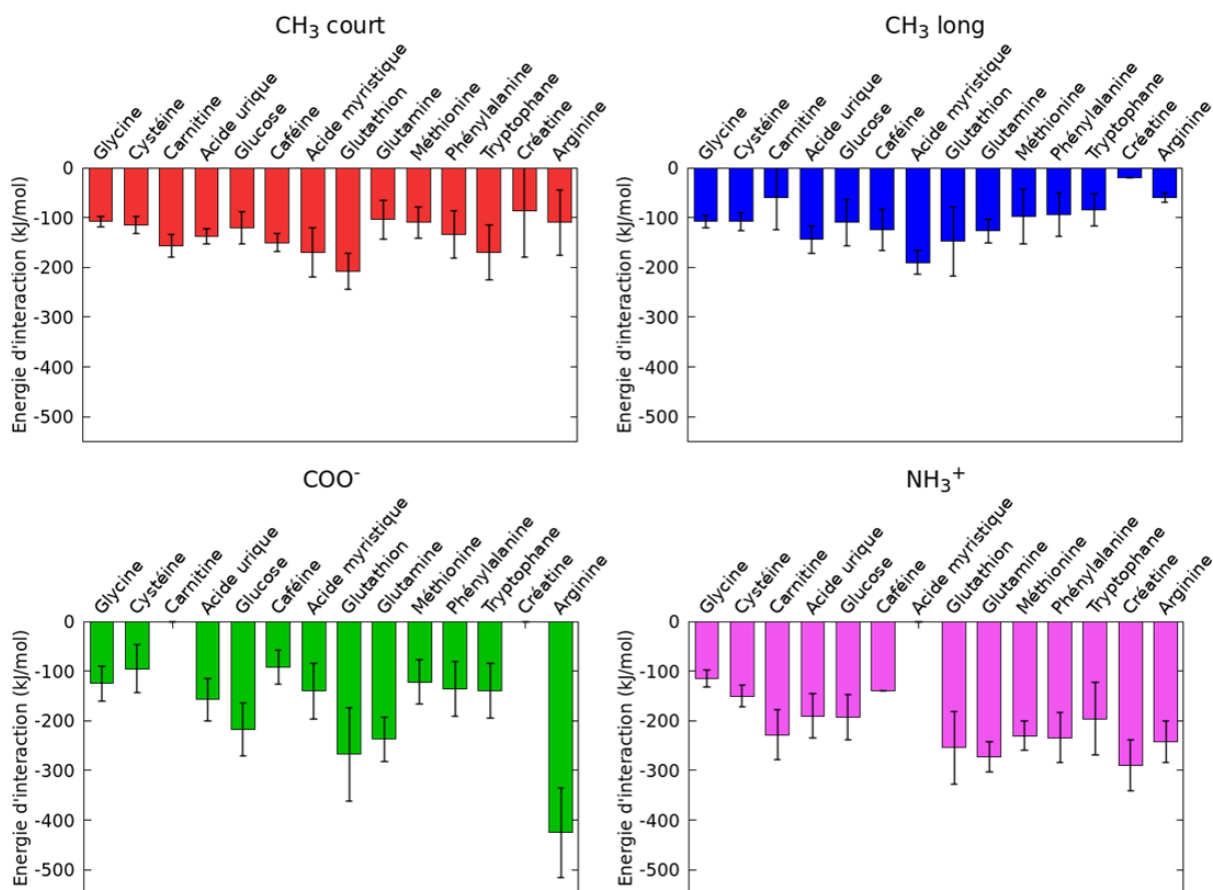 CH₃ court
Glycine
Cystéine
Carnitine
Acide urique
Glucose
Caféine
Acide myristique
Glutathion
Glutamine
Méthionine
Phénylalanine
Tryptophane
Créatine
Arginine
Energie d'interaction (kJ/mol)
0
-100
-200
-300
-400
-500
CH₃ long
Glycine
Cystéine
Carnitine
Acide urique
Glucose
Caféine
Acide myristique
Glutathion
Glutamine
Méthionine
Phénylalanine
Tryptophane
Créatine
Arginine
Energie d'interaction (kJ/mol)
0
-100
-200
-300
-400
-500
COO⁻
Glycine
Cystéine
Carnitine
Acide urique
Glucose
Caféine
Acide myristique
Glutathion
Glutamine
Méthionine
Phénylalanine
Tryptophane
Créatine
Arginine
Energie d'interaction (kJ/mol)
0
-100
-200
-300
-400
-500
NH₃⁺
Glycine
Cystéine
Carnitine
Acide urique
Glucose
Caféine
Acide myristique
Glutathion
Glutamine
Méthionine
Phénylalanine
Tryptophane
Créatine
Arginine
Energie d'interaction (kJ/mol)
0
-100
-200
-300
-400
-500